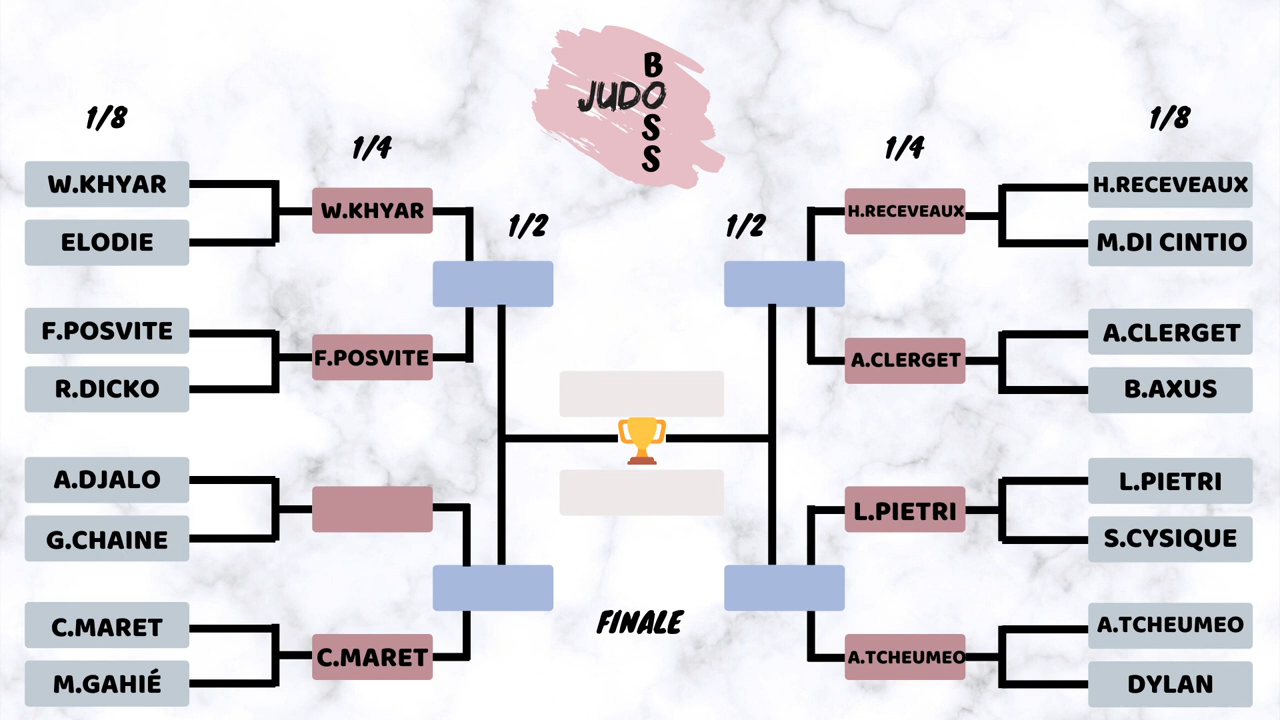 JUDO
BOSS
1/8
1/4
1/2
1/2
1/4
1/8
W.KHYAR
ELODIE
F.POSVITE
R.DICKO
A.DJALO
G.CHAINE
C.MARET
M.GAHIÉ
W.KHYAR
F.POSVITE
C.MARET
FINALE
H.RECEVEAUX
A.CLERGET
L.PIETRI
A.TCHEUMEO
H.RECEVEAUX
M.DI CINTIO
A.CLERGET
B.AXUS
L.PIETRI
S.CYSIQUE
A.TCHEUMEO
DYLAN